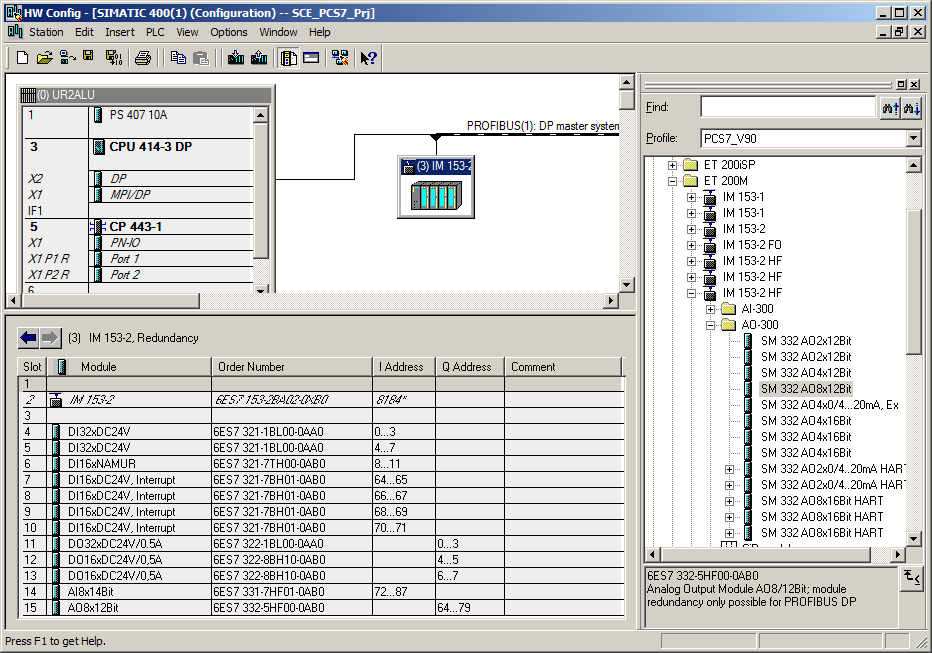 HW Config - [SIMATIC 400(1) (Configuration) -- SCE_PCS7_Prj]
Station Edit Insert PLC View Options Window Help
(0) UR2ALU
1 PS 407 10A
3 CPU 414-3 DP
X2 DP
X1 MPI/DP
IF1
5 CP 443-1
X1 PN-IO
X1 P1 R Port 1
X1 P2 R Port 2
6
PROFIBUS(1): DP master system
(3) IM 153-2
Find:
Profile: PCS7_V90
ET 200iSP
ET 200M
IM 153-1
IM 153-1
IM 153-2
IM 153-2 FO
IM 153-2 HF
IM 153-2 HF
IM 153-2 HF
AI-300
AO-300
SM 332 AO2x12Bit
SM 332 AO2x12Bit
SM 332 AO4x12Bit
SM 332 AO8x12Bit
SM 332 AO4x0/4...20mA, Ex
SM 332 AO4x16Bit
SM 332 AO4x16Bit
SM 332 AO4x16Bit
SM 332 AO2x0/4..20mA HART
SM 332 AO2x0/4..20mA HART
SM 332 AO8x16Bit HART
SM 332 AO8x16Bit HART
SM 332 AO8x16Bit HART
6ES7 332-5HF00-0AB0
Analog Output Module AO8/12Bit; module
redundancy only possible for PROFIBUS DP
(3) IM 153-2, Redundancy
Slot Module Order Number I Address Q Address Comment
1
2 IM 153-2 6ES7 153-2BA02-0XB0 8184*
3
4 DI32xDC24V 6ES7 321-1BL00-0AA0 0...3
5 DI32xDC24V 6ES7 321-1BL00-0AA0 4...7
6 DI16xNAMUR 6ES7 321-7TH00-0AB0 8...11
7 DI16xDC24V, Interrupt 6ES7 321-7BH01-0AB0 64...65
8 DI16xDC24V, Interrupt 6ES7 321-7BH01-0AB0 66...67
9 DI16xDC24V, Interrupt 6ES7 321-7BH01-0AB0 68...69
10 DI16xDC24V, Interrupt 6ES7 321-7BH01-0AB0 70...71
11 DO32xDC24V/0,5A 6ES7 322-1BL00-0AA0 0...3
12 DO16xDC24V/0,5A 6ES7 322-8BH10-0AB0 4...5
13 DO16xDC24V/0,5A 6ES7 322-8BH10-0AB0 6...7
14 AI8x14Bit 6ES7 331-7HF01-0AB0 72...87
15 AO8x12Bit 6ES7 332-5HF00-0AB0 64...79
Press F1 to get Help.